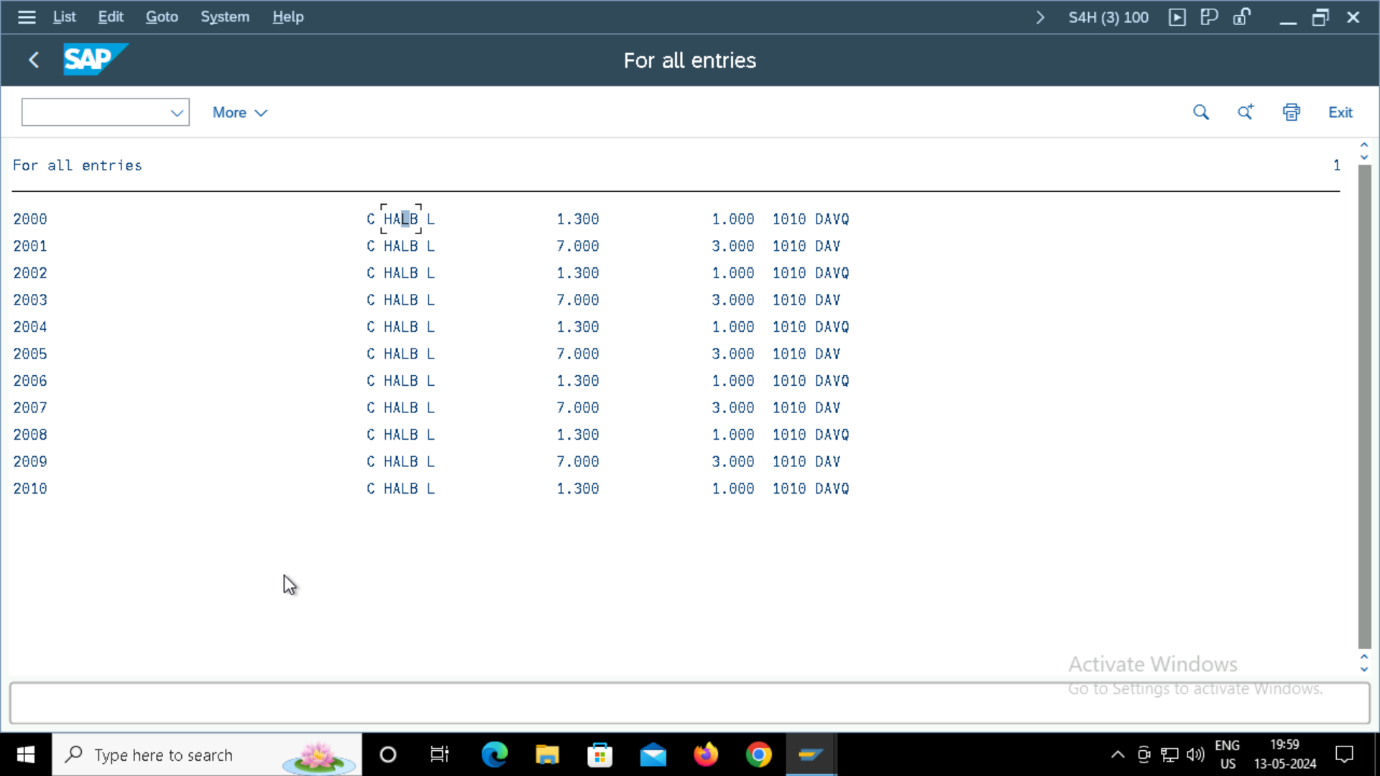 List Edit Goto System Help S4H (3) 100
SAP For all entries
More Exit
For all entries 1
2000 C HALB L 1.300 1.000 1010 DAVQ
2001 C HALB L 7.000 3.000 1010 DAV
2002 C HALB L 1.300 1.000 1010 DAVQ
2003 C HALB L 7.000 3.000 1010 DAV
2004 C HALB L 1.300 1.000 1010 DAVQ
2005 C HALB L 7.000 3.000 1010 DAV
2006 C HALB L 1.300 1.000 1010 DAVQ
2007 C HALB L 7.000 3.000 1010 DAV
2008 C HALB L 1.300 1.000 1010 DAVQ
2009 C HALB L 7.000 3.000 1010 DAV
2010 C HALB L 1.300 1.000 1010 DAVQ
Activate Windows
Go to Settings to activate Windows.
Type here to search ENG 19:59
US 13-05-2024